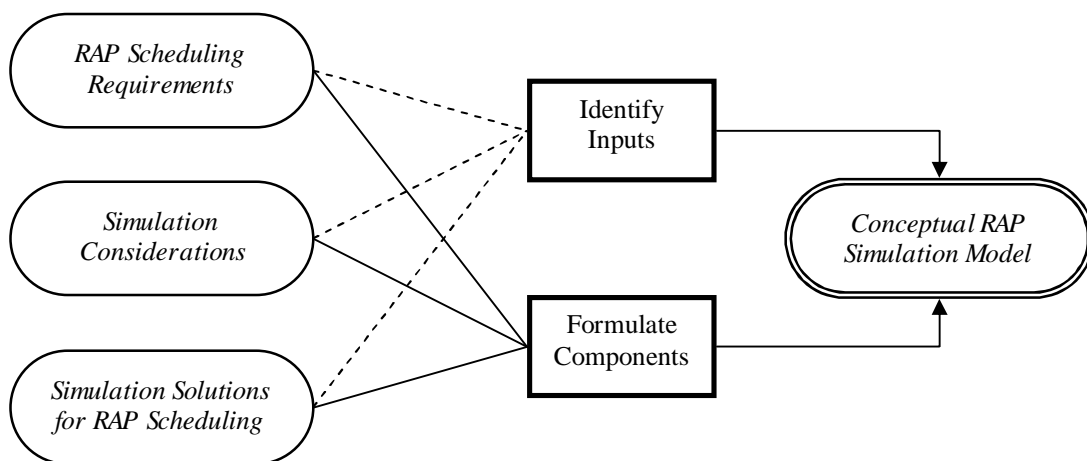 RAP Scheduling
Requirements
Identify
Inputs
Simulation
Considerations
Conceptual RAP
Simulation Model
Formulate
Components
Simulation Solutions
for RAP Scheduling